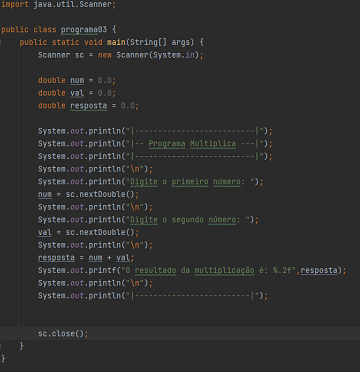 import java.util.Scanner;
public class programa03 {
public static void main(String[] args) {
Scanner sc = new Scanner(System.in);
double num = 0.0;
double val = 0.0;
double resposta = 0.0;
System.out.println("|-------------------------|");
System.out.println("|-- Programa Multiplica ---|");
System.out.println("|-------------------------|");
System.out.println("\n");
System.out.println("Digite o primeiro número: ");
num = sc.nextDouble();
System.out.println("\n");
System.out.println("Digite o segundo número: ");
val = sc.nextDouble();
System.out.println("\n");
resposta = num + val;
System.out.printf("O resultado da multiplicação é: %.2f",resposta);
System.out.println("\n");
System.out.println("|------------------------|");
sc.close();
}
}